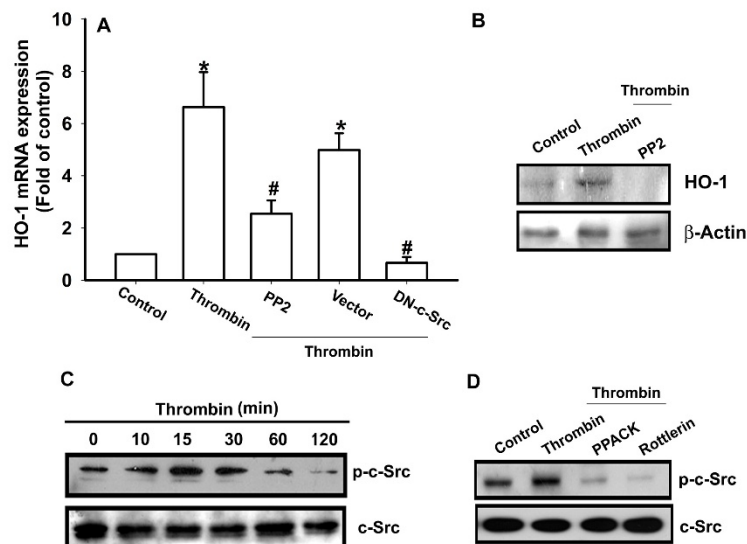 A
HO-1 mRNA expression
(Fold of control)
10
8
6
4
2
0
*
#
*
#
Control
Thrombin
PP2
Vector
DN-c-Src
Thrombin
B
Thrombin
Control
Thrombin
PP2
HO-1
β-Actin
C
Thrombin (min)
0 10 15 30 60 120
p-c-Src
c-Src
D
Thrombin
Control
Thrombin
PPACK
Rottlerin
p-c-Src
c-Src